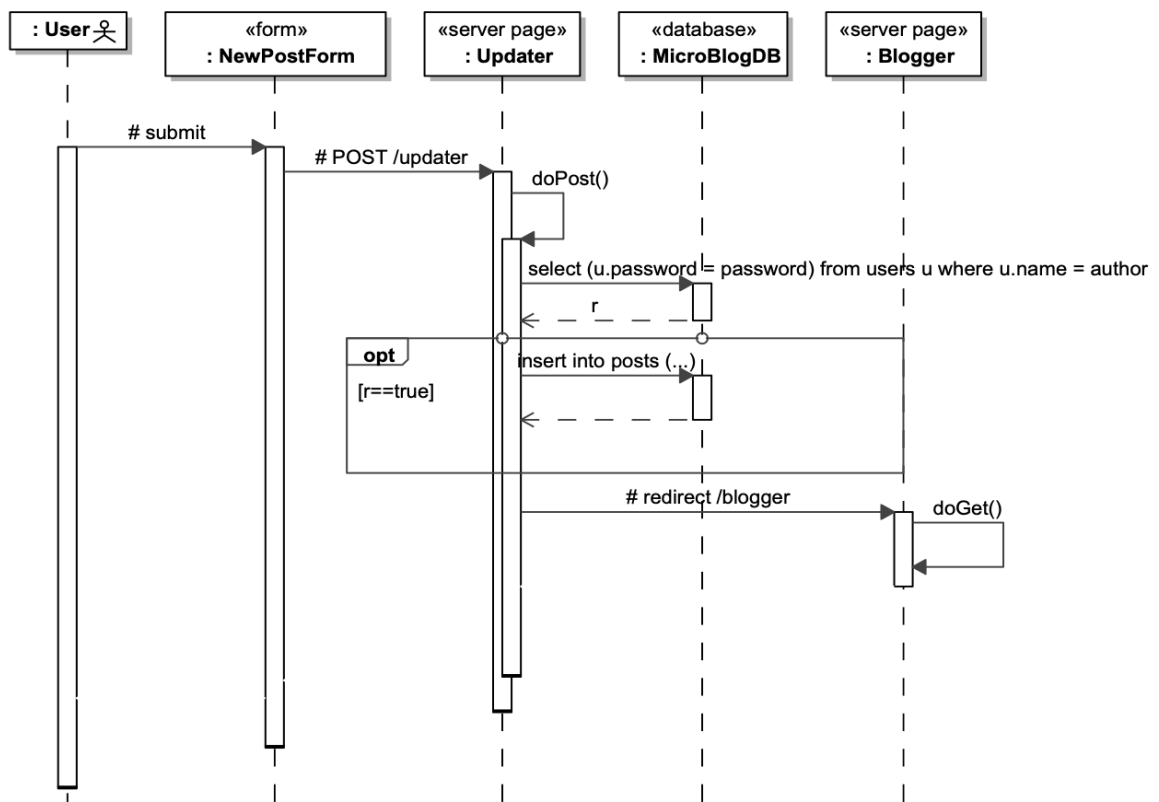 : User
«form»
: NewPostForm
«server page»
: Updater
«database»
: MicroBlogDB
«server page»
: Blogger
# submit
# POST /updater
doPost()
select (u.password = password) from users u where u.name = author
r
opt
insert into posts (...)
[r==true]
# redirect /blogger
doGet()